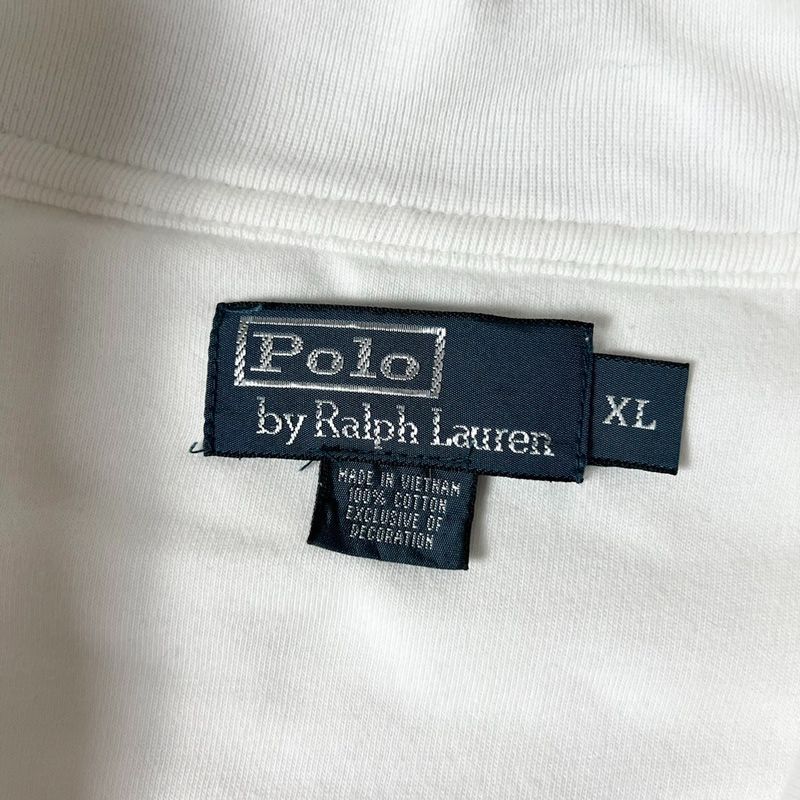 Polo
by Ralph Lauren
XL
MADE IN VIETNAM
100% COTTON
EXCLUSIVE OF
DECORATION